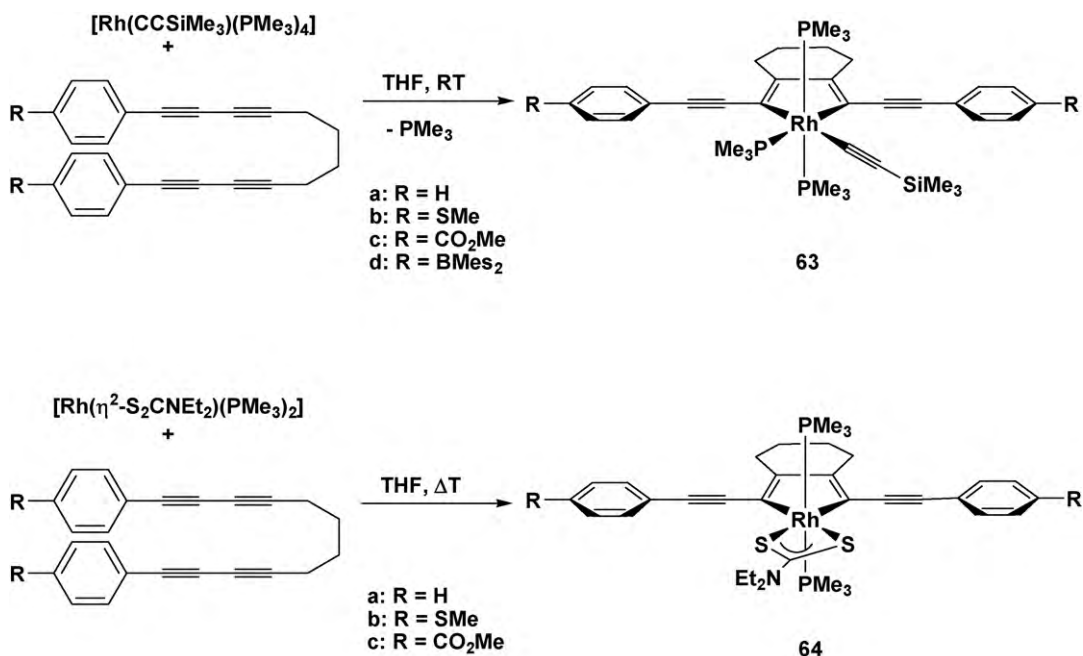 [Rh(CCSiMe₃)(PMe₃)₄]
+
R
R
THF, RT
- PMe₃
a: R = H
b: R = SMe
c: R = CO₂Me
d: R = BMes₂
PMe₃
R
R
Rh
Me₃P
PMe₃
SiMe₃
63
[Rh(η²-S₂CNEt₂)(PMe₃)₂]
+
R
R
THF, ΔT
a: R = H
b: R = SMe
c: R = CO₂Me
PMe₃
R
R
Rh
S
S
Et₂N
PMe₃
64